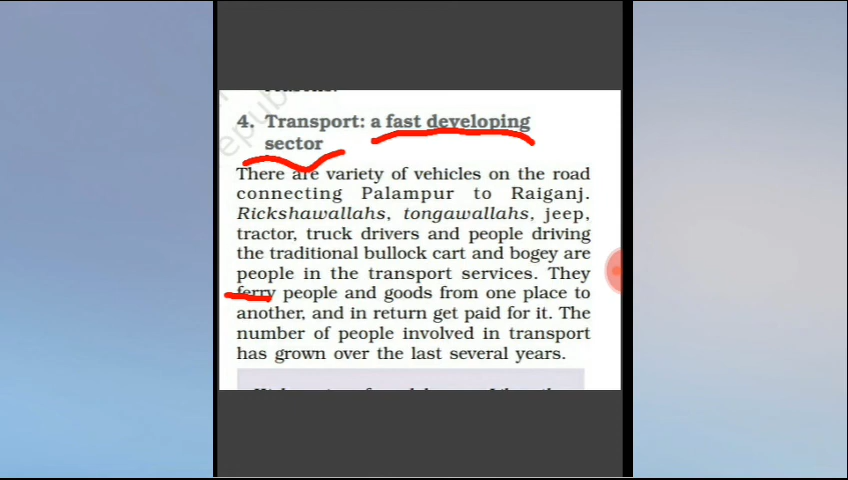 4. Transport: a fast developing
sector
There are variety of vehicles on the road
connecting Palampur to Raiganj.
Rickshawallahs, tongawallahs, jeep,
tractor, truck drivers and people driving
the traditional bullock cart and bogey are
people in the transport services. They
ferry people and goods from one place to
another, and in return get paid for it. The
number of people involved in transport
has grown over the last several years.